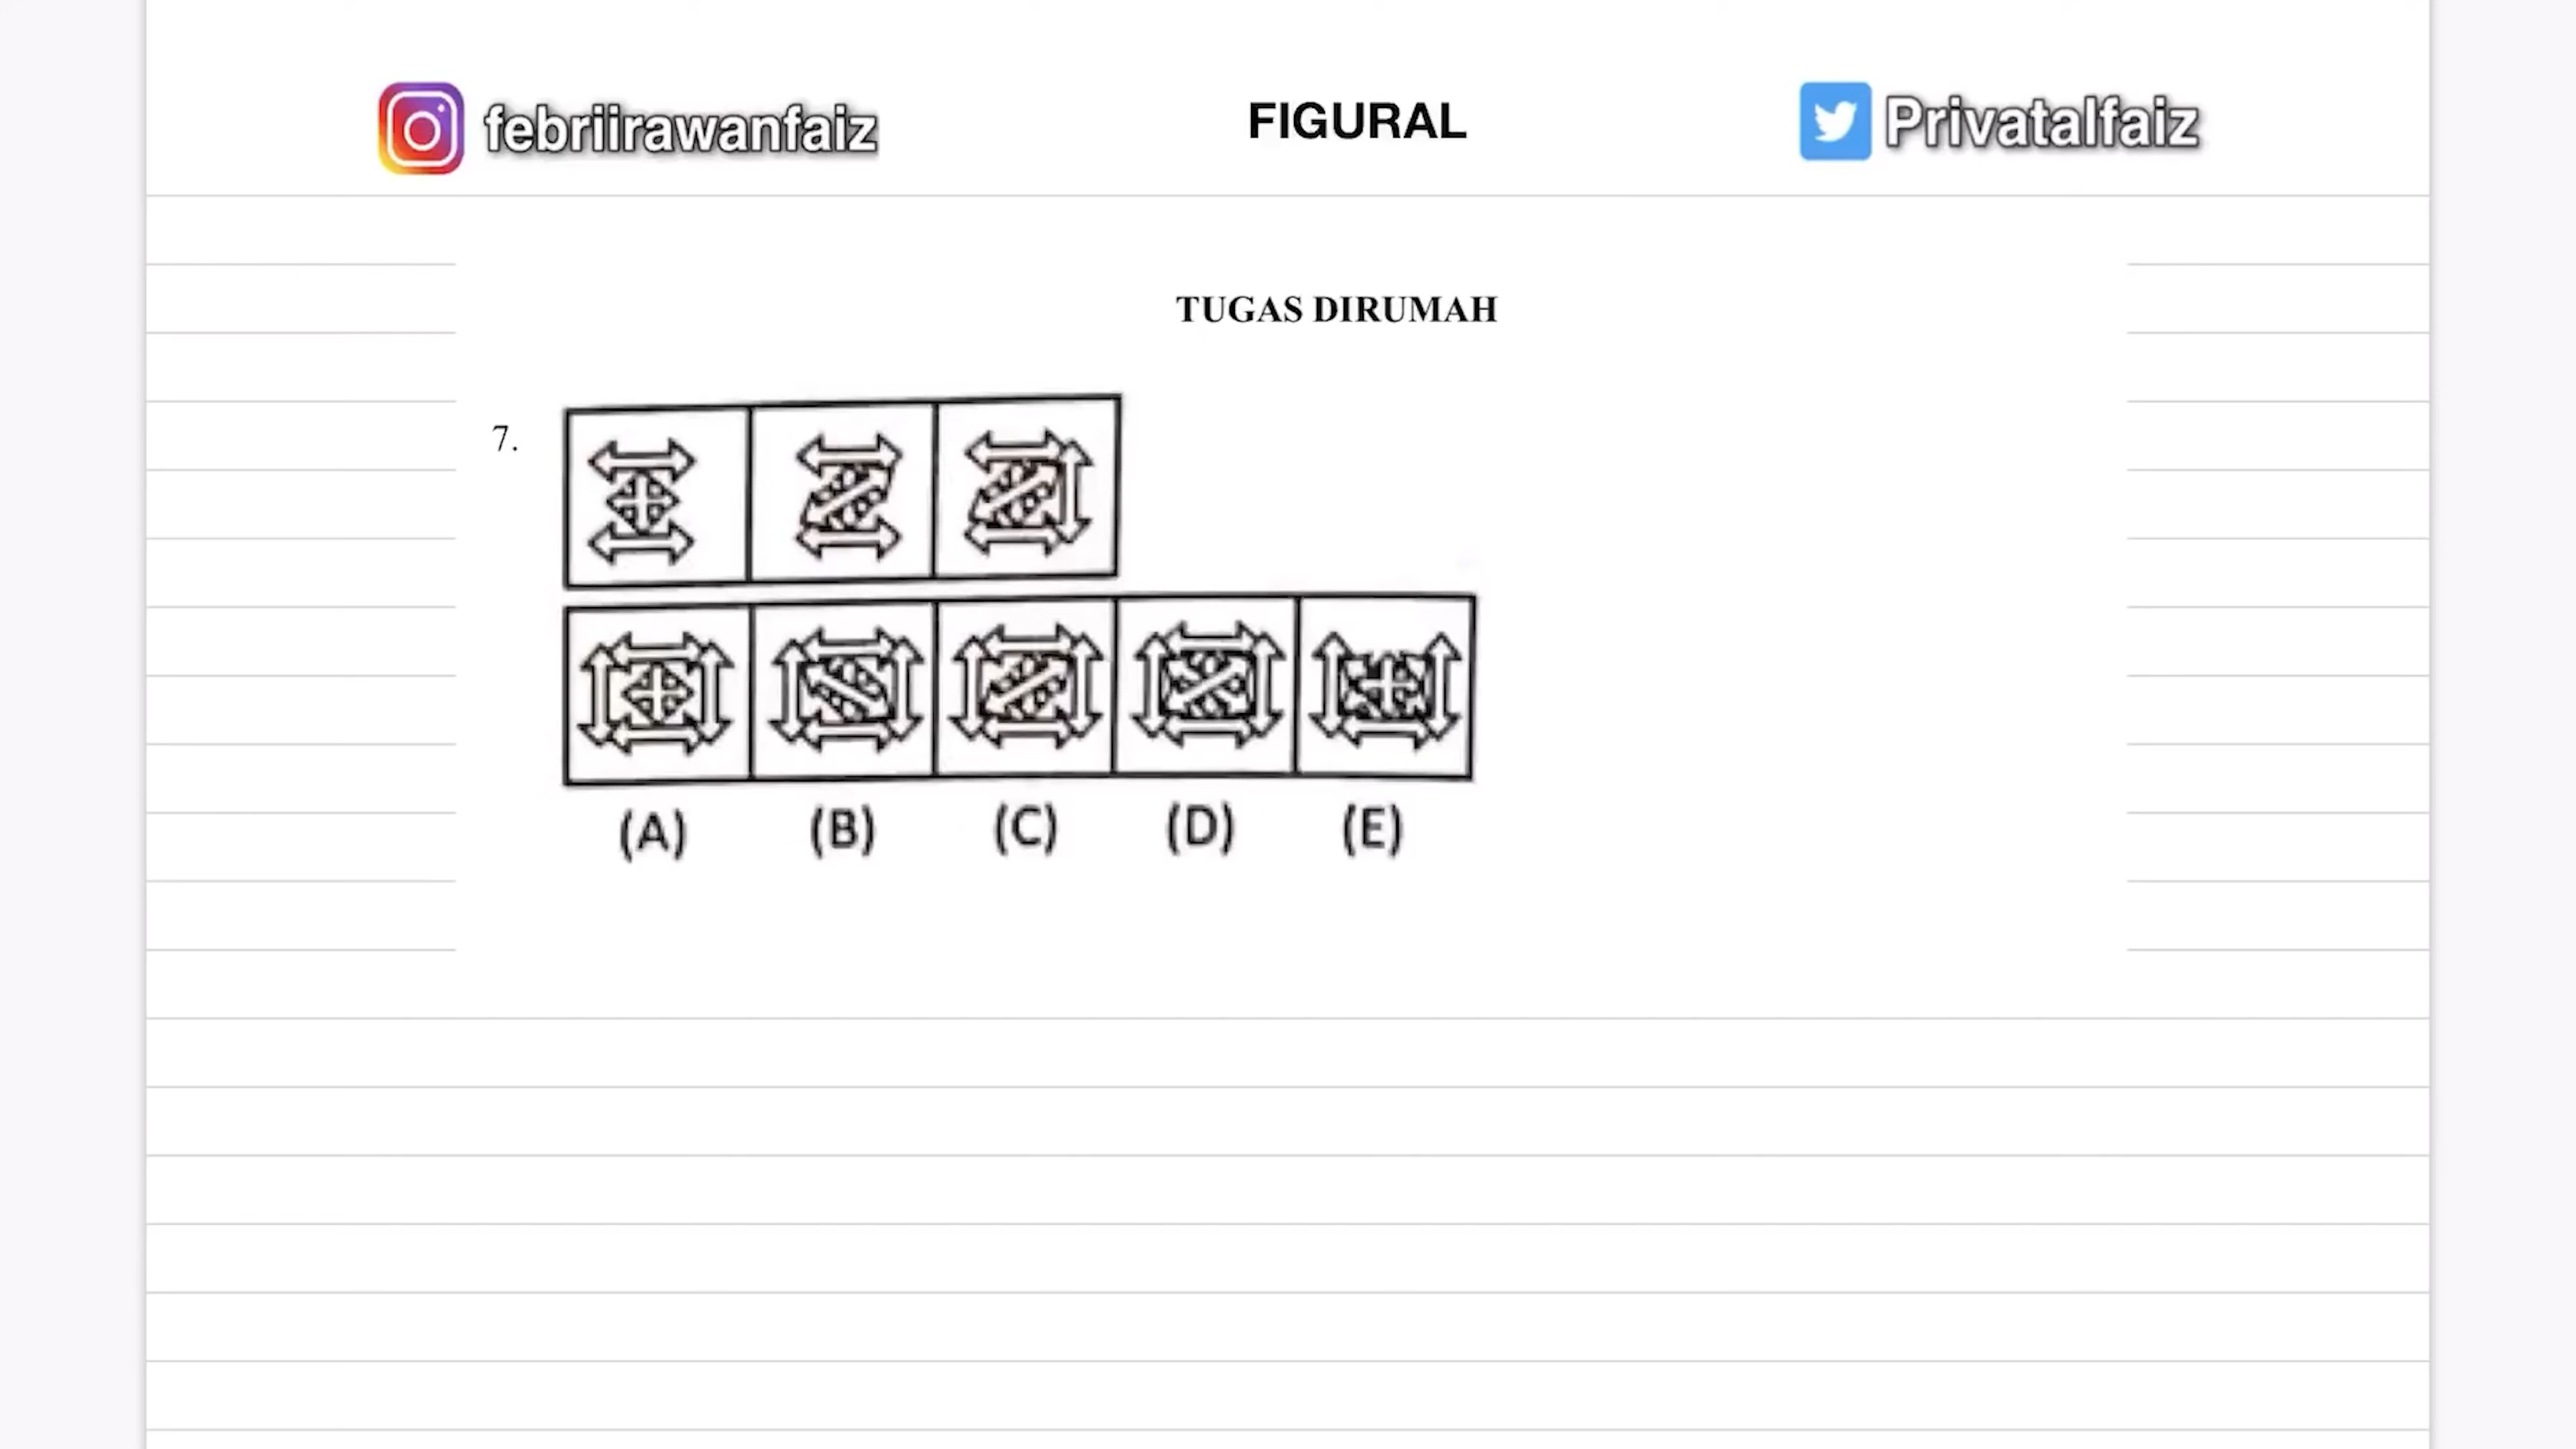 febriirawanfaiz
FIGURAL
Privatalfaiz
TUGAS DIRUMAH
7.
(A) (B) (C) (D) (E)